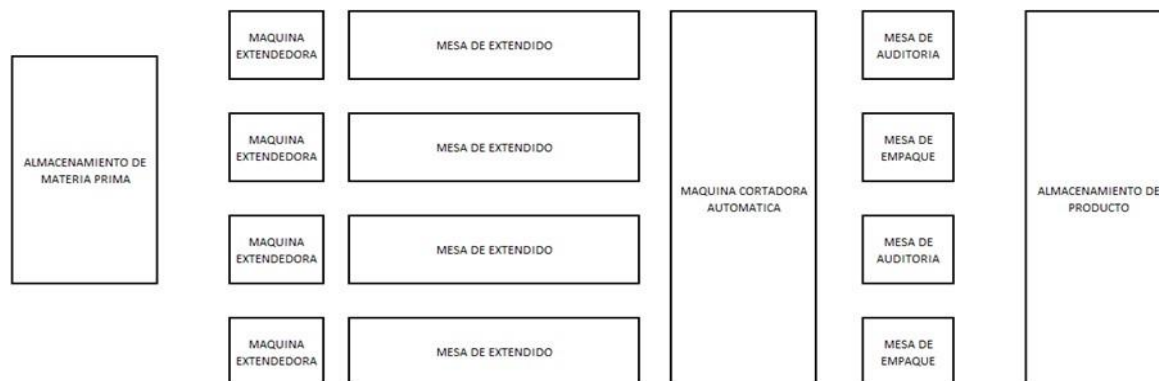 MAQUINA
EXTENDEDORA
MESA DE EXTENDIDO
MESA DE
AUDITORIA
MAQUINA
EXTENDEDORA
MESA DE EXTENDIDO
MESA DE
EMPAQUE
ALMACENAMIENTO DE
MATERIA PRIMA
MAQUINA CORTADORA
AUTOMATICA
ALMACENAMIENTO DE
PRODUCTO
MAQUINA
EXTENDEDORA
MESA DE EXTENDIDO
MESA DE
AUDITORIA
MAQUINA
EXTENDEDORA
MESA DE EXTENDIDO
MESA DE
EMPAQUE